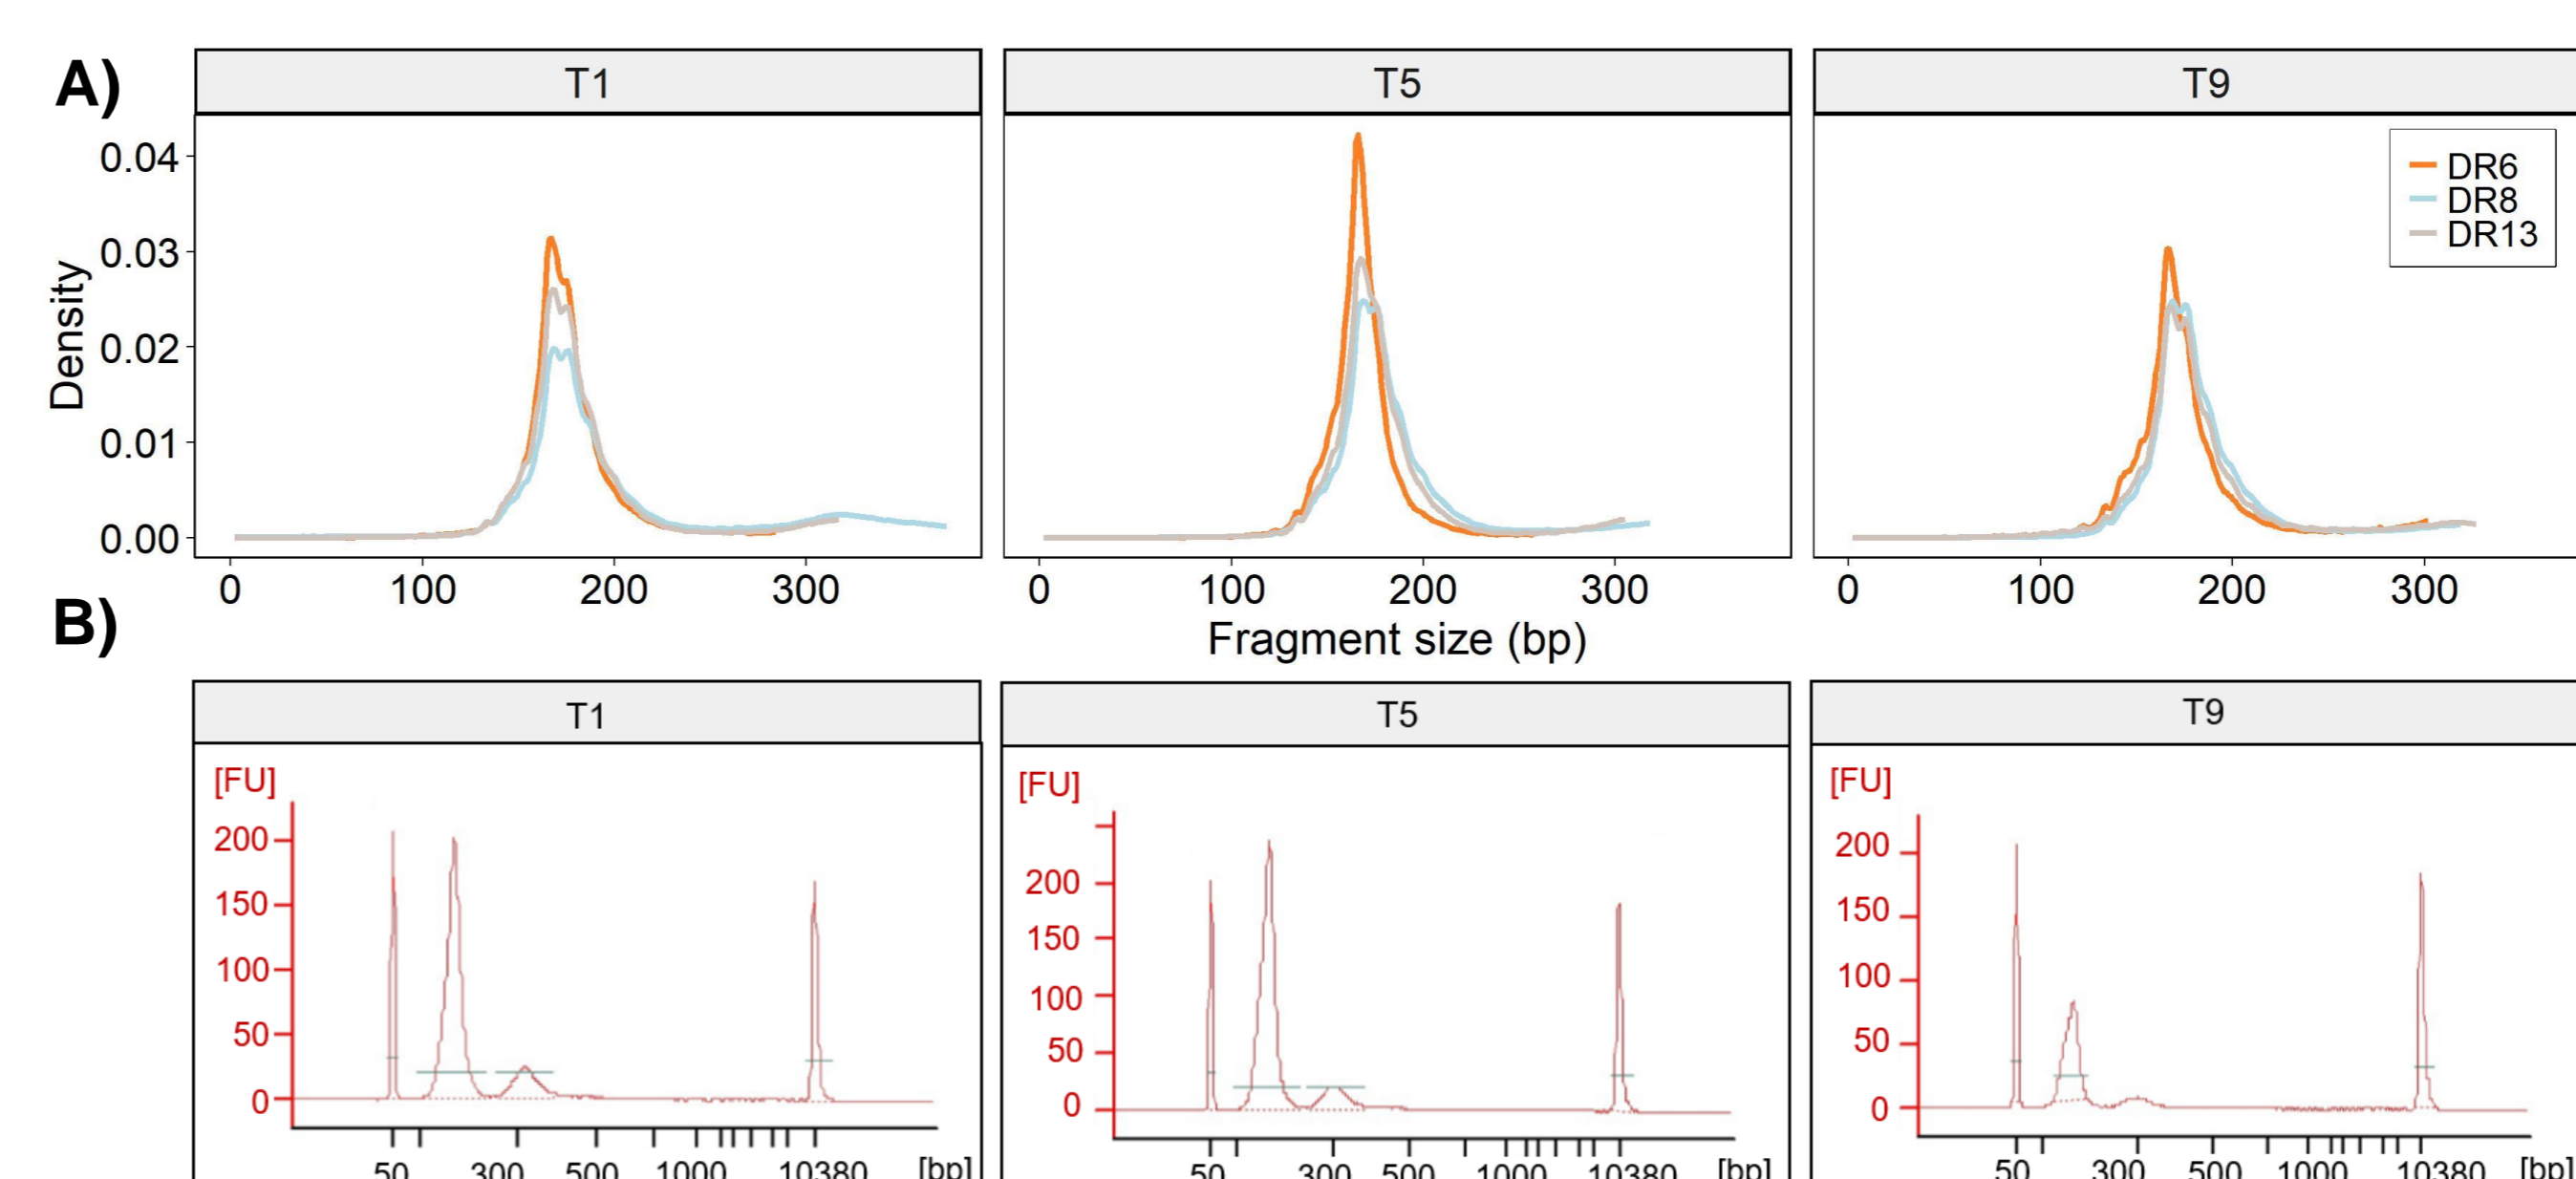 A)
T1 T5 T9
0.04
0.03
0.02
0.01
0.00
Density
DR6
DR8
DR13
0 100 200 300 0 100 200 300 0 100 200 300
Fragment size (bp)
B)
T1 T5 T9
[FU] [FU] [FU]
200
150
100
50
0
200
150
100
50
0
200
150
100
50
0
50 300 500 1000 10380 [bp] 50 300 500 1000 10380 [bp] 50 300 500 1000 10380 [bp]